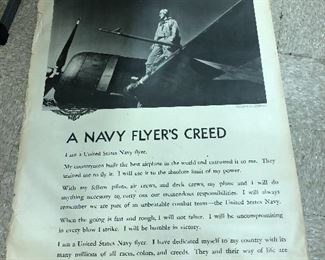 A NAVY FLYER'S CREED
I am a United States Navy flyer.
My countrymen built the best airplane in the world and entrusted it to me. They
trained me to fly it. I will use it to the absolute limit of my power.
With my fellow pilots, air crews, and deck crews, my plane and I will do
anything necessary to carry out our tremendous responsibilities. I will always
remember we are part of an unbeatable combat team—the United States Navy.
When the going is fast and rough, I will not falter. I will be uncompromising
in every blow I strike. I will be humble in victory.
I am a United States Navy flyer. I have dedicated myself to my country with its
many millions of all races, colors, and creeds. They and their way of life are